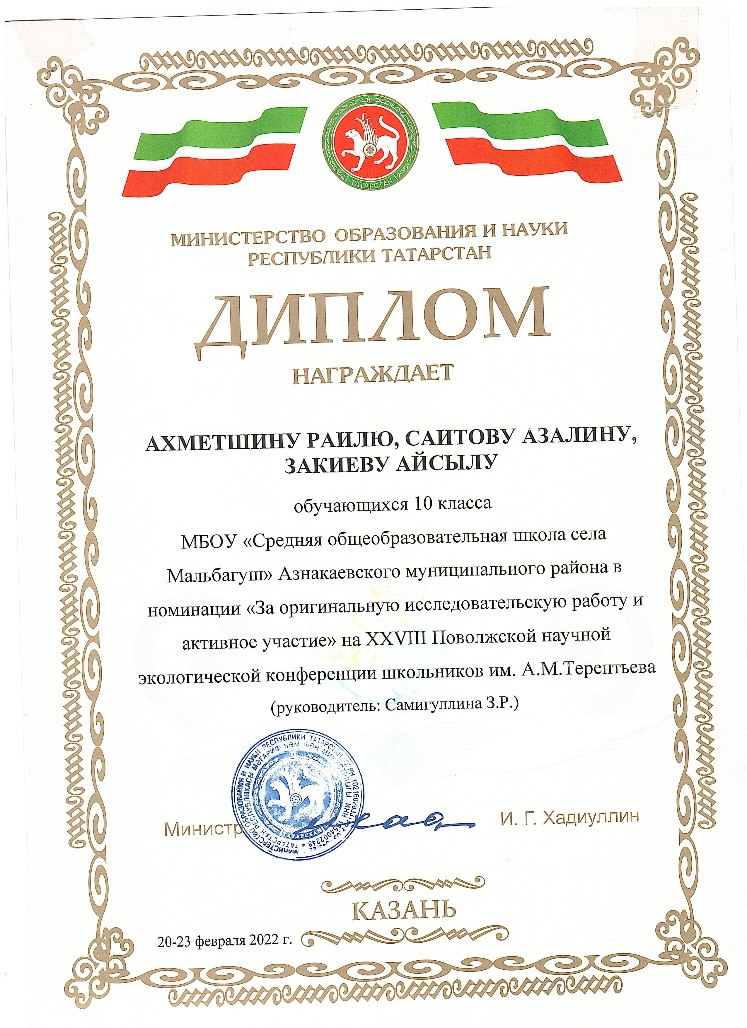 МИНИСТЕРСТВО ОБРАЗОВАНИЯ И НАУКИ
РЕСПУБЛИКИ ТАТАРСТАН
ДИПЛОМ
НАГРАЖДАЕТ
АХМЕТШИНУ РАИЛЮ, САИТОВУ АЗАЛИНУ,
ЗАКИЕВУ АЙСЫЛУ
обучающихся 10 класса
МБОУ «Средняя общеобразовательная школа села
Мальбагуш» Азнакаевского муниципального района в
номинации «За оригинальную исследовательскую работу и
активное участие» на XXVIII Поволжской научной
экологической конференции школьников им. А.М.Терентьева
(руководитель: Самигуллина З.Р.)
Министр
И. Г. Хадиуллин
КАЗАНЬ
20-23 февраля 2022 г.